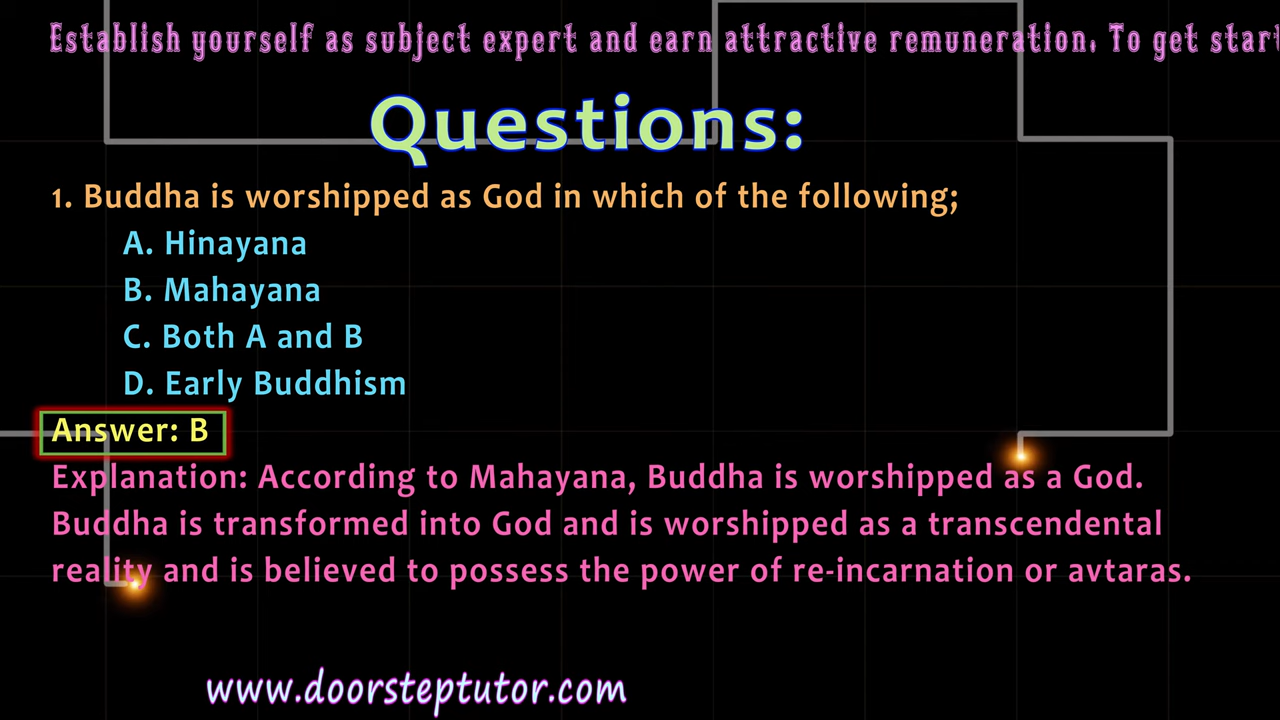 Establish yourself as subject expert and earn attractive remuneration. To get start
Questions:
1. Buddha is worshipped as God in which of the following;
A. Hinayana
B. Mahayana
C. Both A and B
D. Early Buddhism
Answer: B
Explanation: According to Mahayana, Buddha is worshipped as a God.
Buddha is transformed into God and is worshipped as a transcendental
reality and is believed to possess the power of re-incarnation or avtaras.
www.doorsteptutor.com